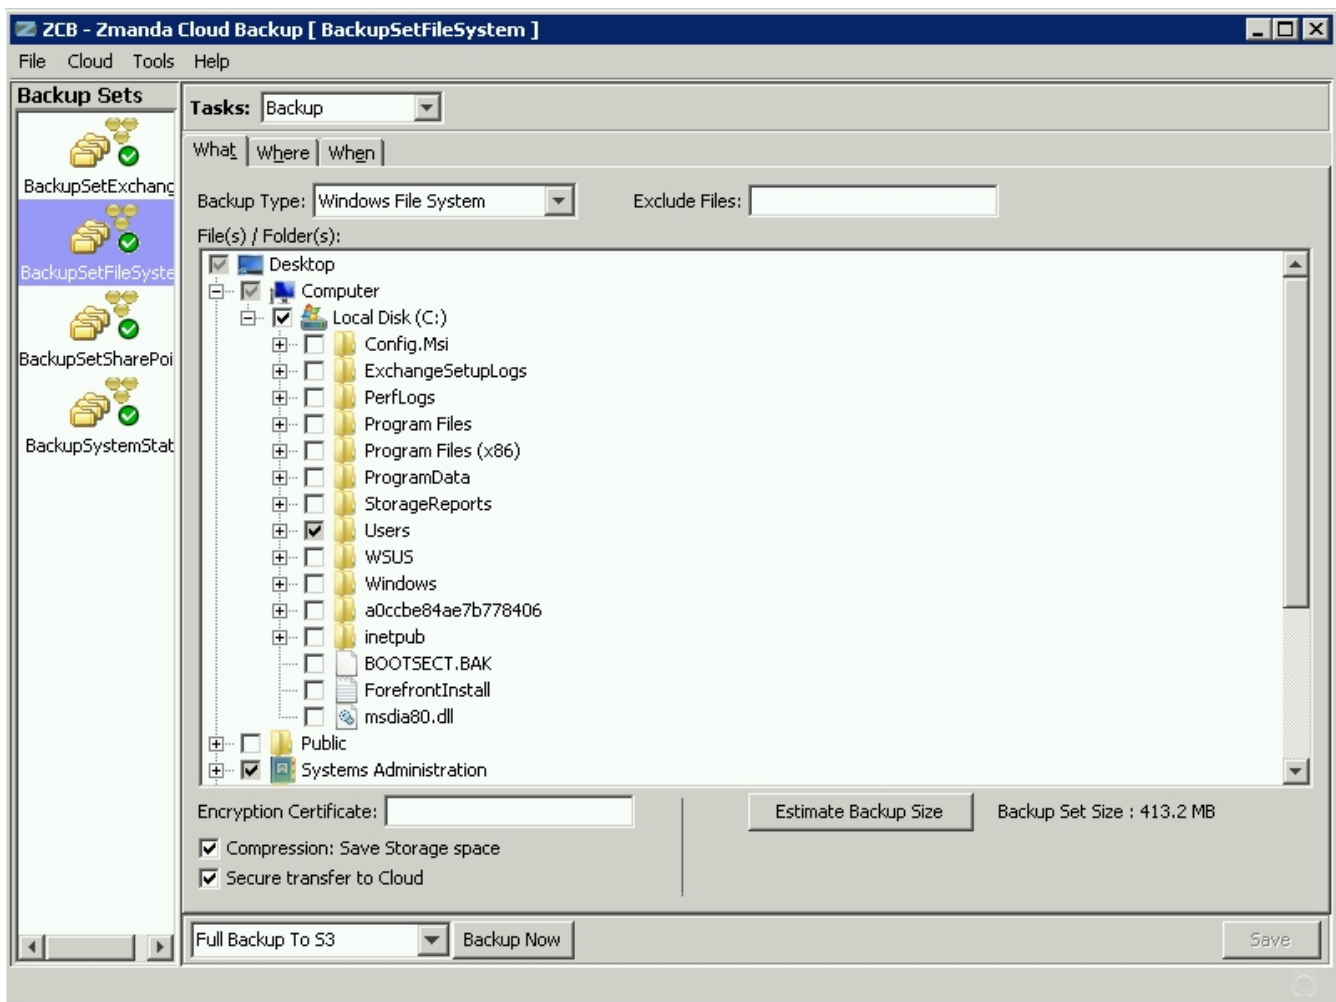 ZCB - Zmanda Cloud Backup [ BackupSetFileSystem ]
File Cloud Tools Help
Backup Sets
BackupSetExchang
BackupSetFileSyste
BackupSetSharePoi
BackupSystemStat
Tasks: Backup
What Where When
Backup Type: Windows File System Exclude Files:
File(s) / Folder(s):
Desktop
Computer
Local Disk (C:)
Config.Msi
ExchangeSetupLogs
PerfLogs
Program Files
Program Files (x86)
ProgramData
StorageReports
Users
WSUS
Windows
a0ccbe84ae7b778406
inetpub
BOOTSECT.BAK
ForefrontInstall
msdia80.dll
Public
Systems Administration
Encryption Certificate: Estimate Backup Size Backup Set Size : 413.2 MB
Compression: Save Storage space
Secure transfer to Cloud
Full Backup To S3 Backup Now Save